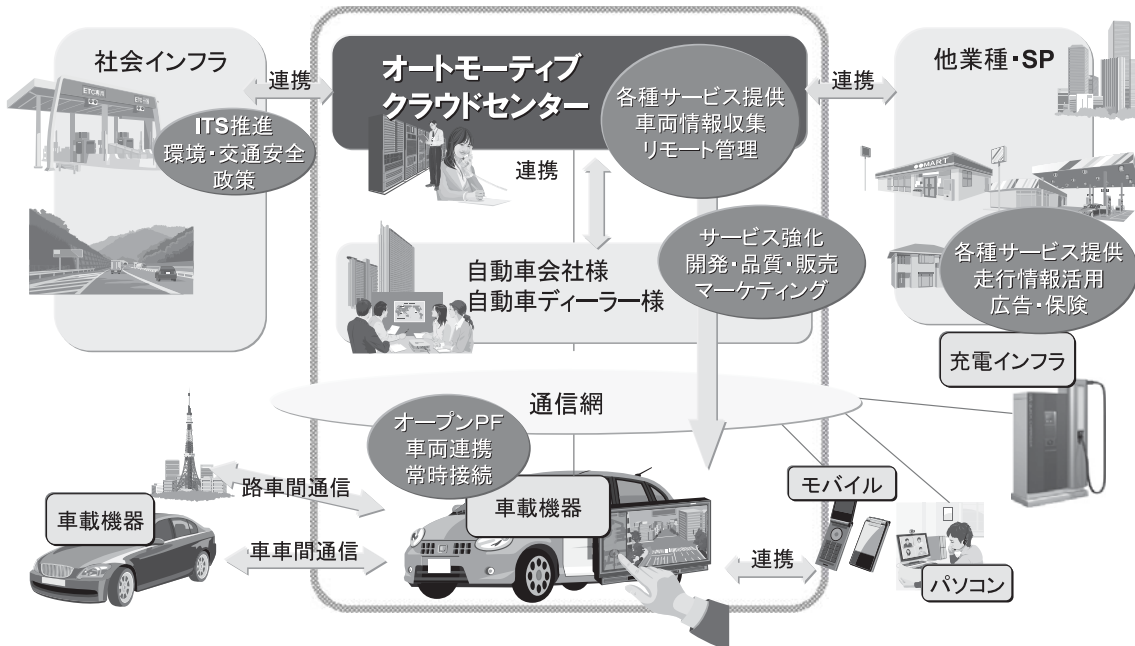 社会インフラ
ETC専用
連携
ITS推進
環境・交通安全
政策
オートモーティブ
クラウドセンター
各種サービス提供
車両情報収集
リモート管理
連携
連携
他業種・SP
MART
各種サービス提供
走行情報活用
広告・保険
自動車会社様
自動車ディーラー様
サービス強化
開発・品質・販売
マーケティング
充電インフラ
通信網
オープンPF
車両連携
常時接続
車載機器
路車間通信
車載機器
車車間通信
連携
モバイル
パソコン